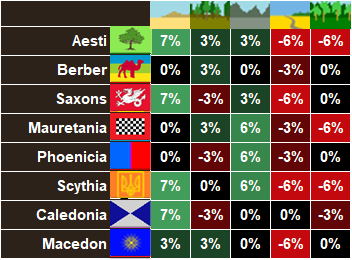 Aesti 7% 3% 3% -6% -6%
Berber 0% 3% 0% -3% 0%
Saxons 7% -3% 3% -6% 0%
Mauretania 0% 3% 6% -3% -6%
Phoenicia 0% -3% 6% -3% 0%
Scythia 7% 0% 6% -6% -6%
Caledonia 7% -3% 0% 0% -3%
Macedon 3% 3% 0% -6% 0%